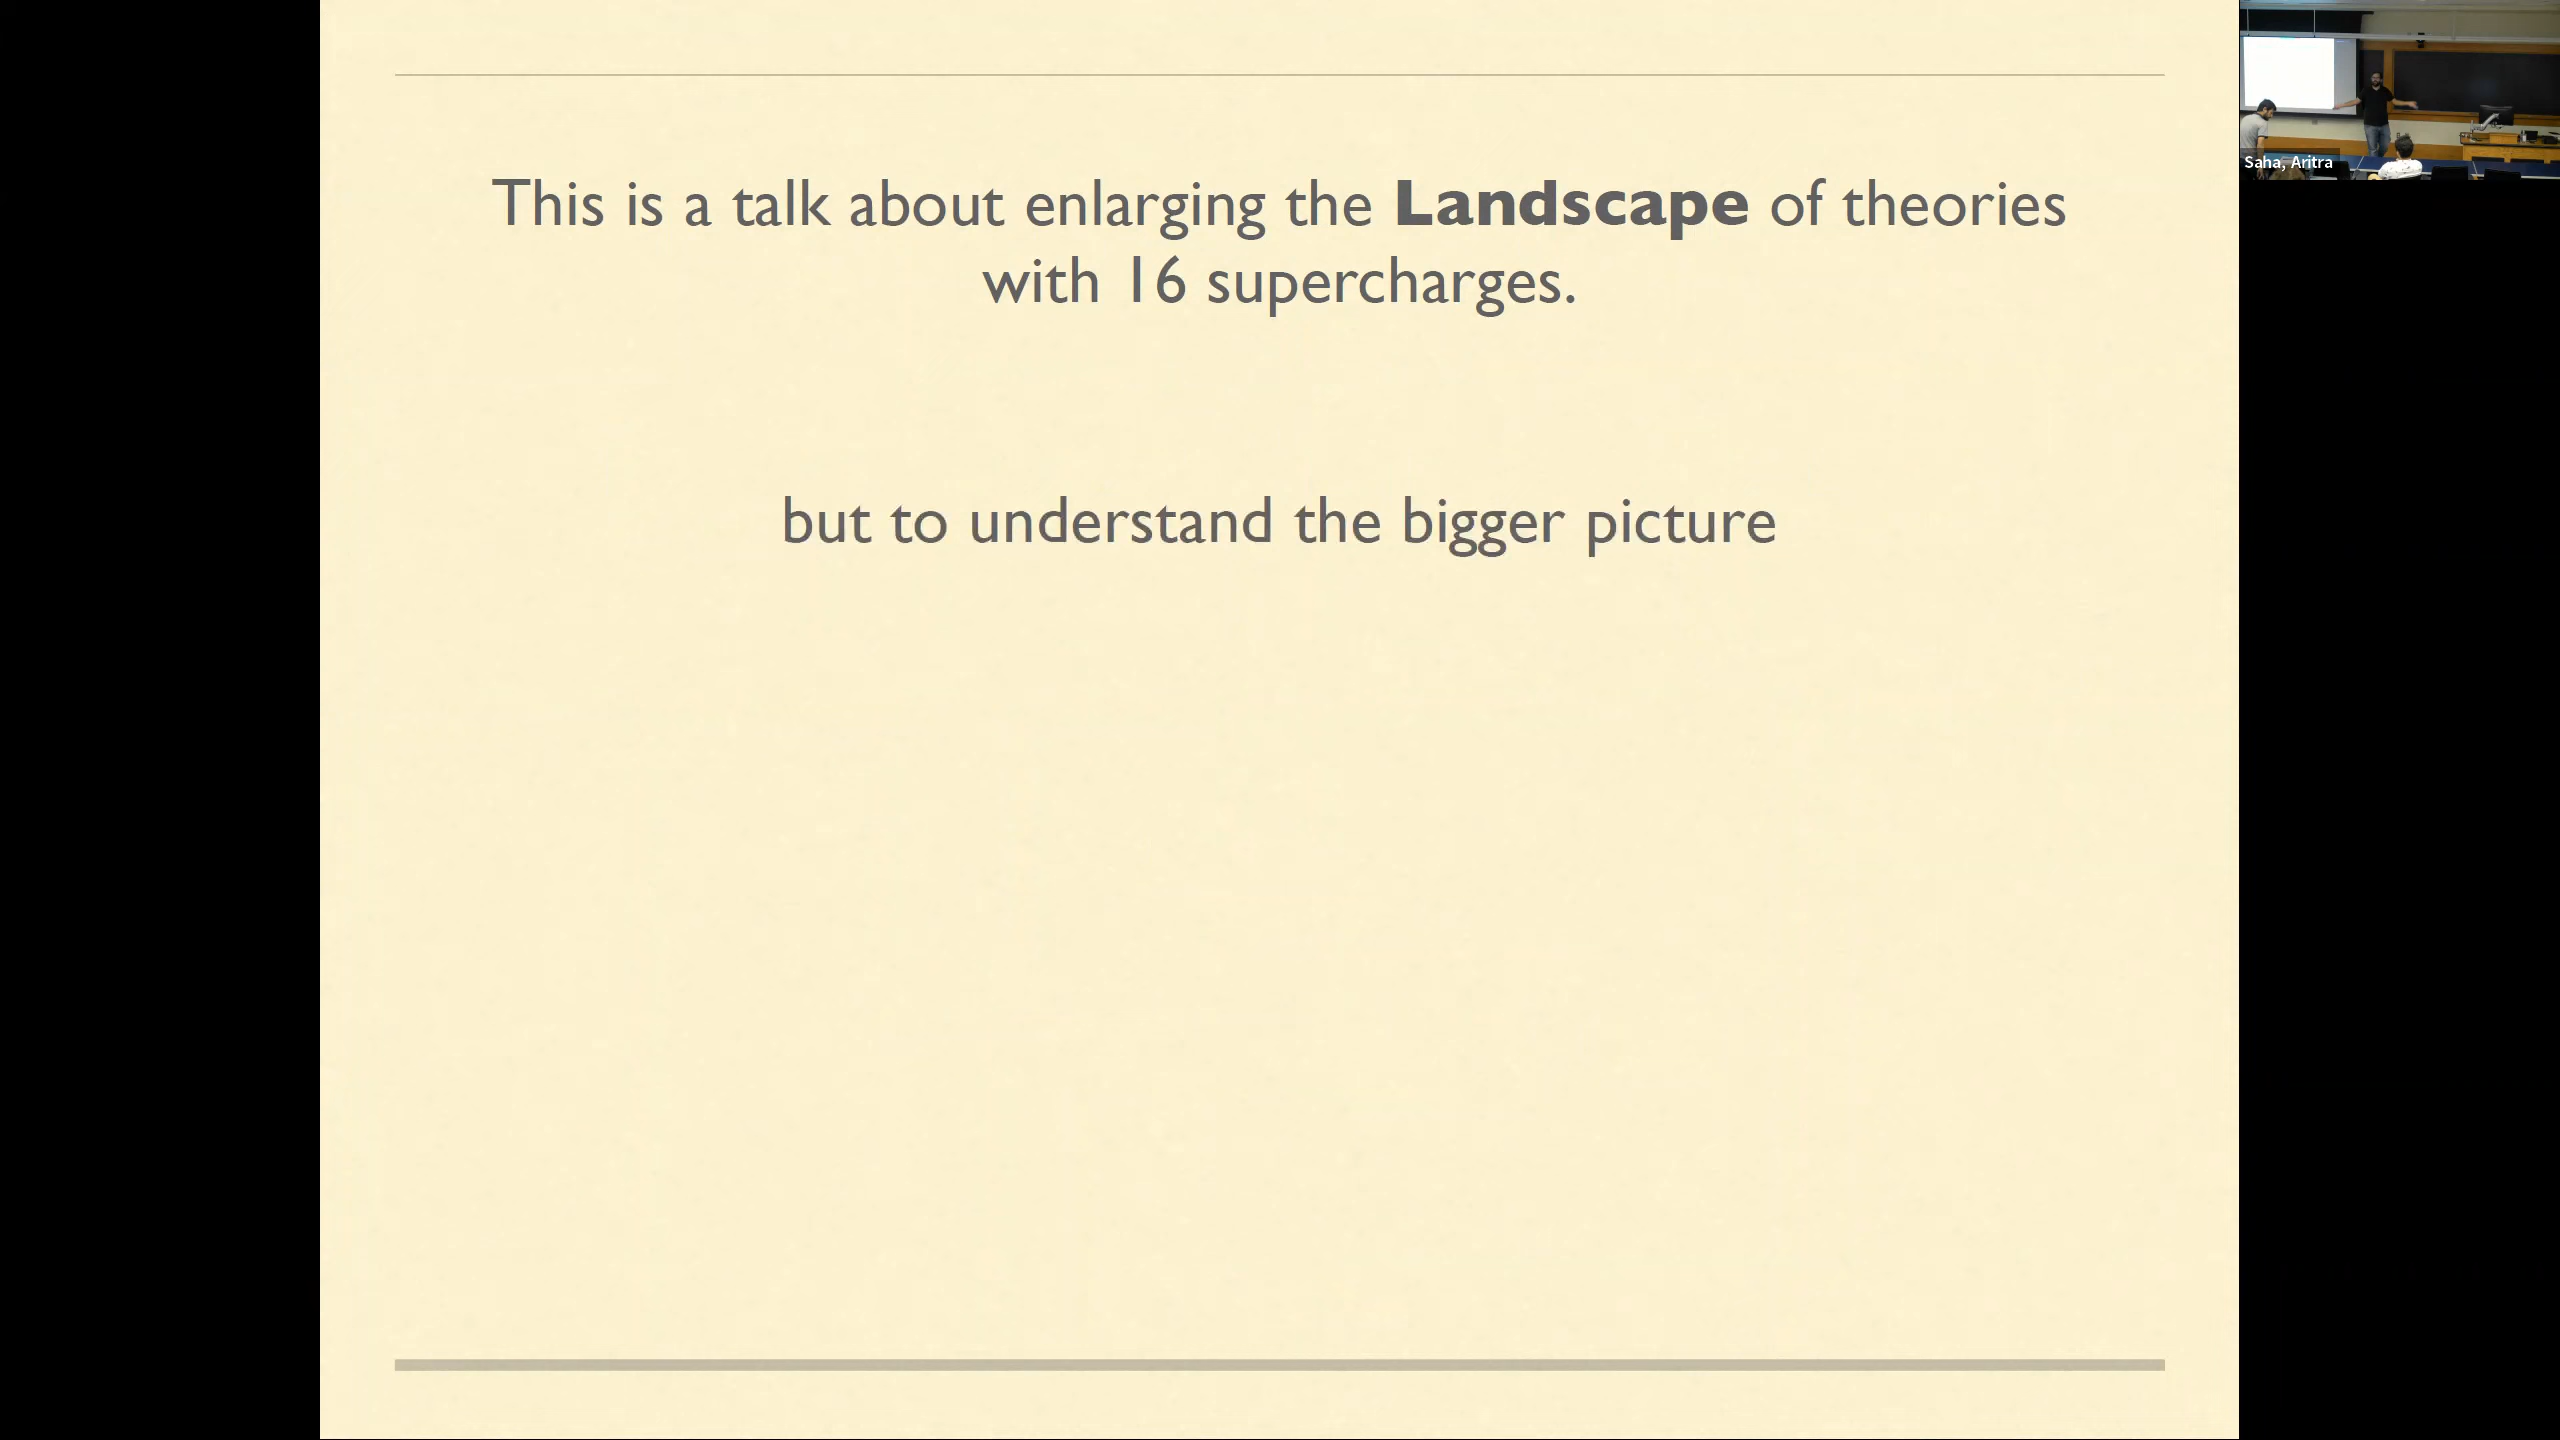 This is a talk about enlarging the Landscape of theories
with 16 supercharges.
but to understand the bigger picture
Saha, Aritra